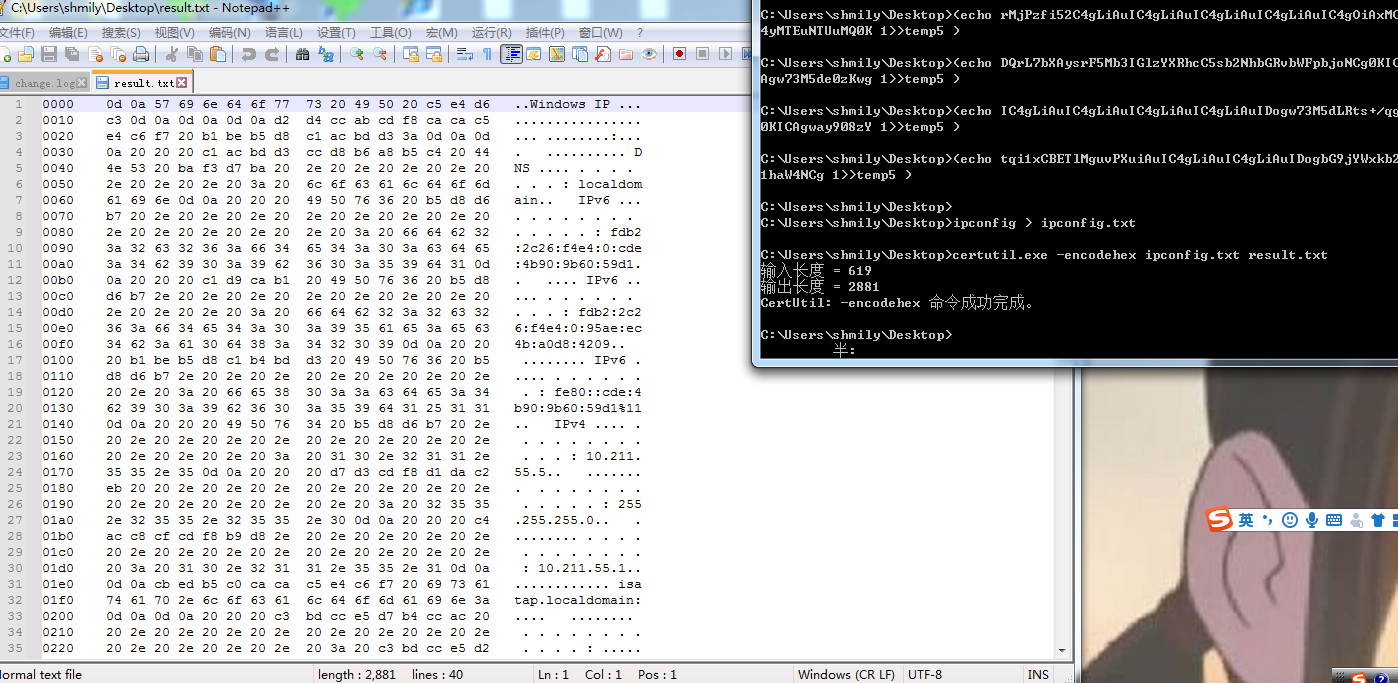 C:\Users\shmily\Desktop\result.txt - Notepad++
文件(F) 编辑(E) 搜索(S) 视图(V) 编码(N) 语言(L) 设置(T) 工具(O) 宏(M) 运行(R) 插件(P) 窗口(W) ?
change.log result.txt
1 0000 0d 0a 57 69 6e 64 6f 77 73 20 49 50 20 c5 e4 d6 ..Windows IP ...
2 0010 c3 0d 0a 0d 0a 0d 0a d2 d4 cc ab cd f8 ca ca c5 ................
3 0020 e4 c6 f7 20 b1 be b5 d8 c1 ac bd d3 3a 0d 0a 0d ... ........:...
4 0030 0a 20 20 20 c1 ac bd d3 cc d8 b6 a8 b5 c4 20 44 . .......... D
5 0040 4e 53 20 ba f3 d7 ba 20 2e 20 2e 20 2e 20 2e 20 NS .... . . . .
6 0050 2e 20 2e 20 2e 20 3a 20 6c 6f 63 61 6c 64 6f 6d . . . : localdom
7 0060 61 69 6e 0d 0a 20 20 20 49 50 76 36 20 b5 d8 d6 ain.. IPv6 ...
8 0070 b7 20 2e 20 2e 20 2e 20 2e 20 2e 20 2e 20 2e 20 . . . . . . . .
9 0080 2e 20 2e 20 2e 20 2e 20 2e 20 3a 20 66 64 62 32 . . . . . : fdb2
10 0090 3a 32 63 32 36 3a 66 34 65 34 3a 30 3a 63 64 65 :2c26:f4e4:0:cde
11 00a0 3a 34 62 39 30 3a 39 62 36 30 3a 35 39 64 31 0d :4b90:9b60:59d1.
12 00b0 0a 20 20 20 c1 d9 ca b1 20 49 50 76 36 20 b5 d8 . .... IPv6 ..
13 00c0 d6 b7 2e 20 2e 20 2e 20 2e 20 2e 20 2e 20 2e 20 ... . . . . . .
14 00d0 2e 20 2e 20 2e 20 3a 20 66 64 62 32 3a 32 63 32 . . . : fdb2:2c2
15 00e0 36 3a 66 34 65 34 3a 30 3a 39 35 61 65 3a 65 63 6:f4e4:0:95ae:ec
16 00f0 34 62 3a 61 30 64 38 3a 34 32 30 39 0d 0a 20 20 4b:a0d8:4209..
17 0100 20 b1 be b5 d8 c1 b4 bd d3 20 49 50 76 36 20 b5 ........ IPv6 .
18 0110 d8 d6 b7 2e 20 2e 20 2e 20 2e 20 2e 20 2e 20 2e .... . . . . . .
19 0120 20 2e 20 3a 20 66 65 38 30 3a 3a 63 64 65 3a 34 . : fe80::cde:4
20 0130 62 39 30 3a 39 62 36 30 3a 35 39 64 31 25 31 31 b90:9b60:59d1%11
21 0140 0d 0a 20 20 20 49 50 76 34 20 b5 d8 d6 b7 20 2e .. IPv4 .... .
22 0150 20 2e 20 2e 20 2e 20 2e 20 2e 20 2e 20 2e 20 2e . . . . . . . .
23 0160 20 2e 20 2e 20 2e 20 3a 20 31 30 2e 32 31 31 2e . . . : 10.211.
24 0170 35 35 2e 35 0d 0a 20 20 20 d7 d3 cd f8 d1 da c2 55.5.. .......
25 0180 eb 20 20 2e 20 2e 20 2e 20 2e 20 2e 20 2e 20 2e . . . . . . . .
26 0190 20 2e 20 2e 20 2e 20 2e 20 2e 20 3a 20 32 35 35 . . . . . : 255
27 01a0 2e 32 35 35 2e 32 35 35 2e 30 0d 0a 20 20 20 c4 .255.255.0.. .
28 01b0 ac c8 cf cd f8 b9 d8 2e 20 2e 20 2e 20 2e 20 2e ........ . . . .
29 01c0 20 2e 20 2e 20 2e 20 2e 20 2e 20 2e 20 2e 20 2e . . . . . . . .
30 01d0 20 3a 20 31 30 2e 32 31 31 2e 35 35 2e 31 0d 0a : 10.211.55.1..
31 01e0 0d 0a cb ed b5 c0 ca ca c5 e4 c6 f7 20 69 73 61 ............ isa
32 01f0 74 61 70 2e 6c 6f 63 61 6c 64 6f 6d 61 69 6e 3a tap.localdomain:
33 0200 0d 0a 0d 0a 20 20 20 c3 bd cc e5 d7 b4 cc ac 20 .... ........
34 0210 20 2e 20 2e 20 2e 20 2e 20 2e 20 2e 20 2e 20 2e . . . . . . . .
35 0220 20 2e 20 2e 20 2e 20 2e 20 3a 20 c3 bd cc e5 d2 . . . . : .....
Normal text file length : 2,881 lines : 40 Ln : 1 Col : 1 Pos : 1 Windows (CR LF) UTF-8 INS
C:\Users\shmily\Desktop>(echo rMjPzfi52C4gLiAuIC4gLiAuIC4gLiAuIC4gLiAuIC4gOiAxMC
4yMTEuNTUuMQ0K 1>>temp5 )
C:\Users\shmily\Desktop>(echo DQrL7bXAysrF5Mb3IGlzYXRhcC5sb2NhbGRvbWFpbjoNCg0KIC
Agw73M5de0zKwg 1>>temp5 )
C:\Users\shmily\Desktop>(echo IC4gLiAuIC4gLiAuIC4gLiAuIC4gLiAuIDogw73M5dLRts+/qg
0KICAgway908zY 1>>temp5 )
C:\Users\shmily\Desktop>(echo tqi1xCBETlMguvPXuiAuIC4gLiAuIC4gLiAuIDogbG9jYWxkb2
1haW4NCg 1>>temp5 )
C:\Users\shmily\Desktop>
C:\Users\shmily\Desktop>ipconfig > ipconfig.txt
C:\Users\shmily\Desktop>certutil.exe -encodehex ipconfig.txt result.txt
输入长度 = 619
输出长度 = 2881
CertUtil: -encodehex 命令成功完成。
C:\Users\shmily\Desktop>
半:
英